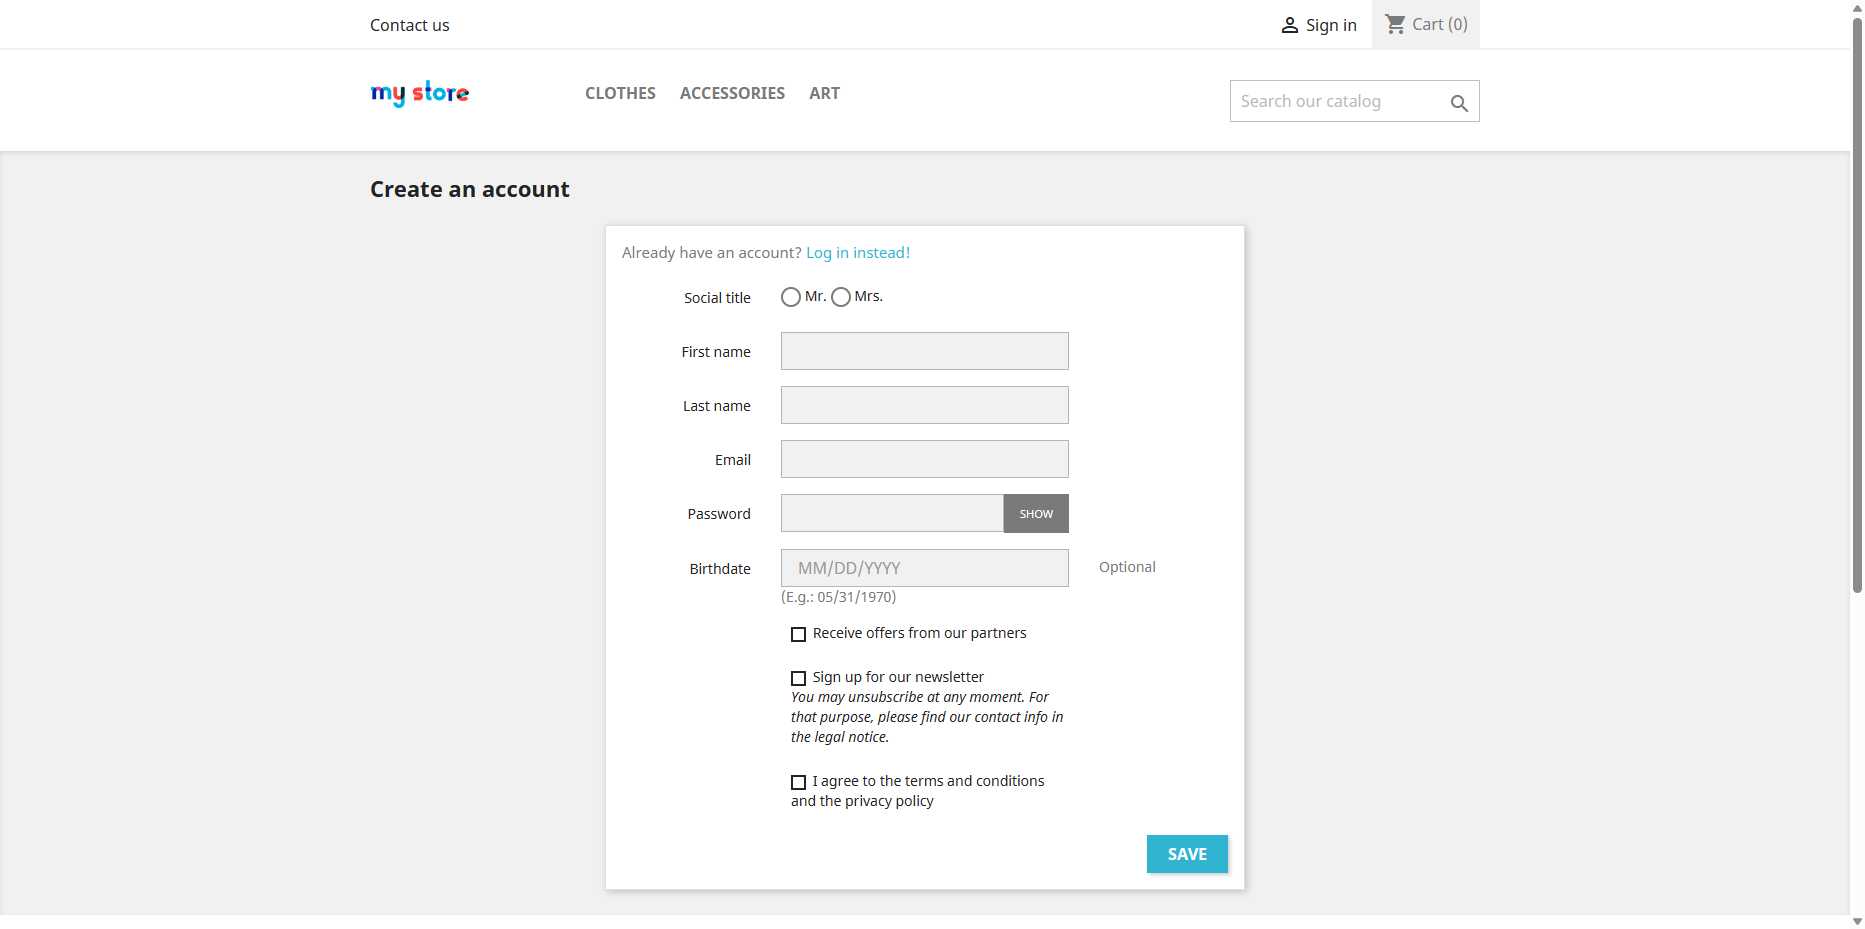 Contact us
Sign in
Cart (0)
my store
CLOTHES
ACCESSORIES
ART
Search our catalog
Create an account
Already have an account? Log in instead!
Social title
Mr.
Mrs.
First name
Last name
Email
Password
SHOW
Birthdate
MM/DD/YYYY
Optional
(E.g.: 05/31/1970)
Receive offers from our partners
Sign up for our newsletter
You may unsubscribe at any moment. For
that purpose, please find our contact info in
the legal notice.
I agree to the terms and conditions
and the privacy policy
SAVE